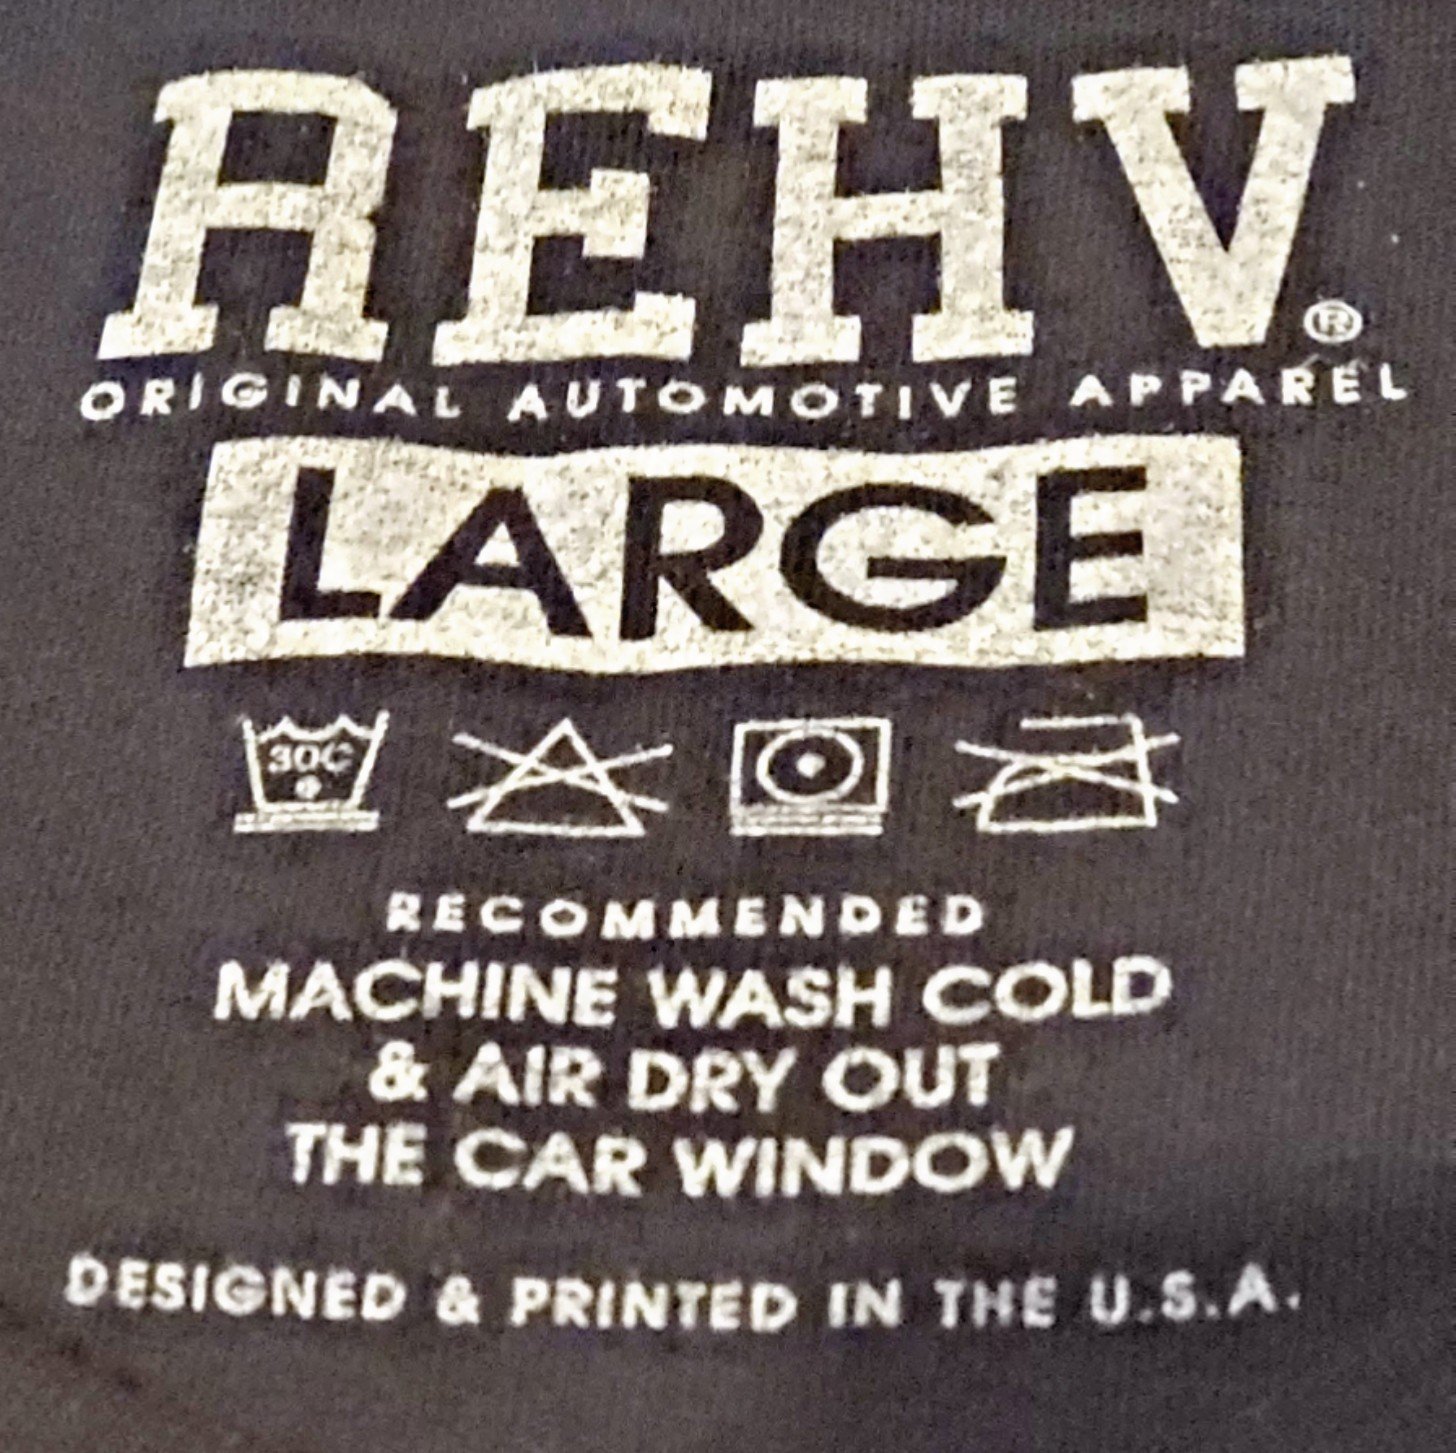 REHV®
ORIGINAL AUTOMOTIVE APPAREL
LARGE
30C
RECOMMENDED
MACHINE WASH COLD
& AIR DRY OUT
THE CAR WINDOW
DESIGNED & PRINTED IN THE U.S.A.